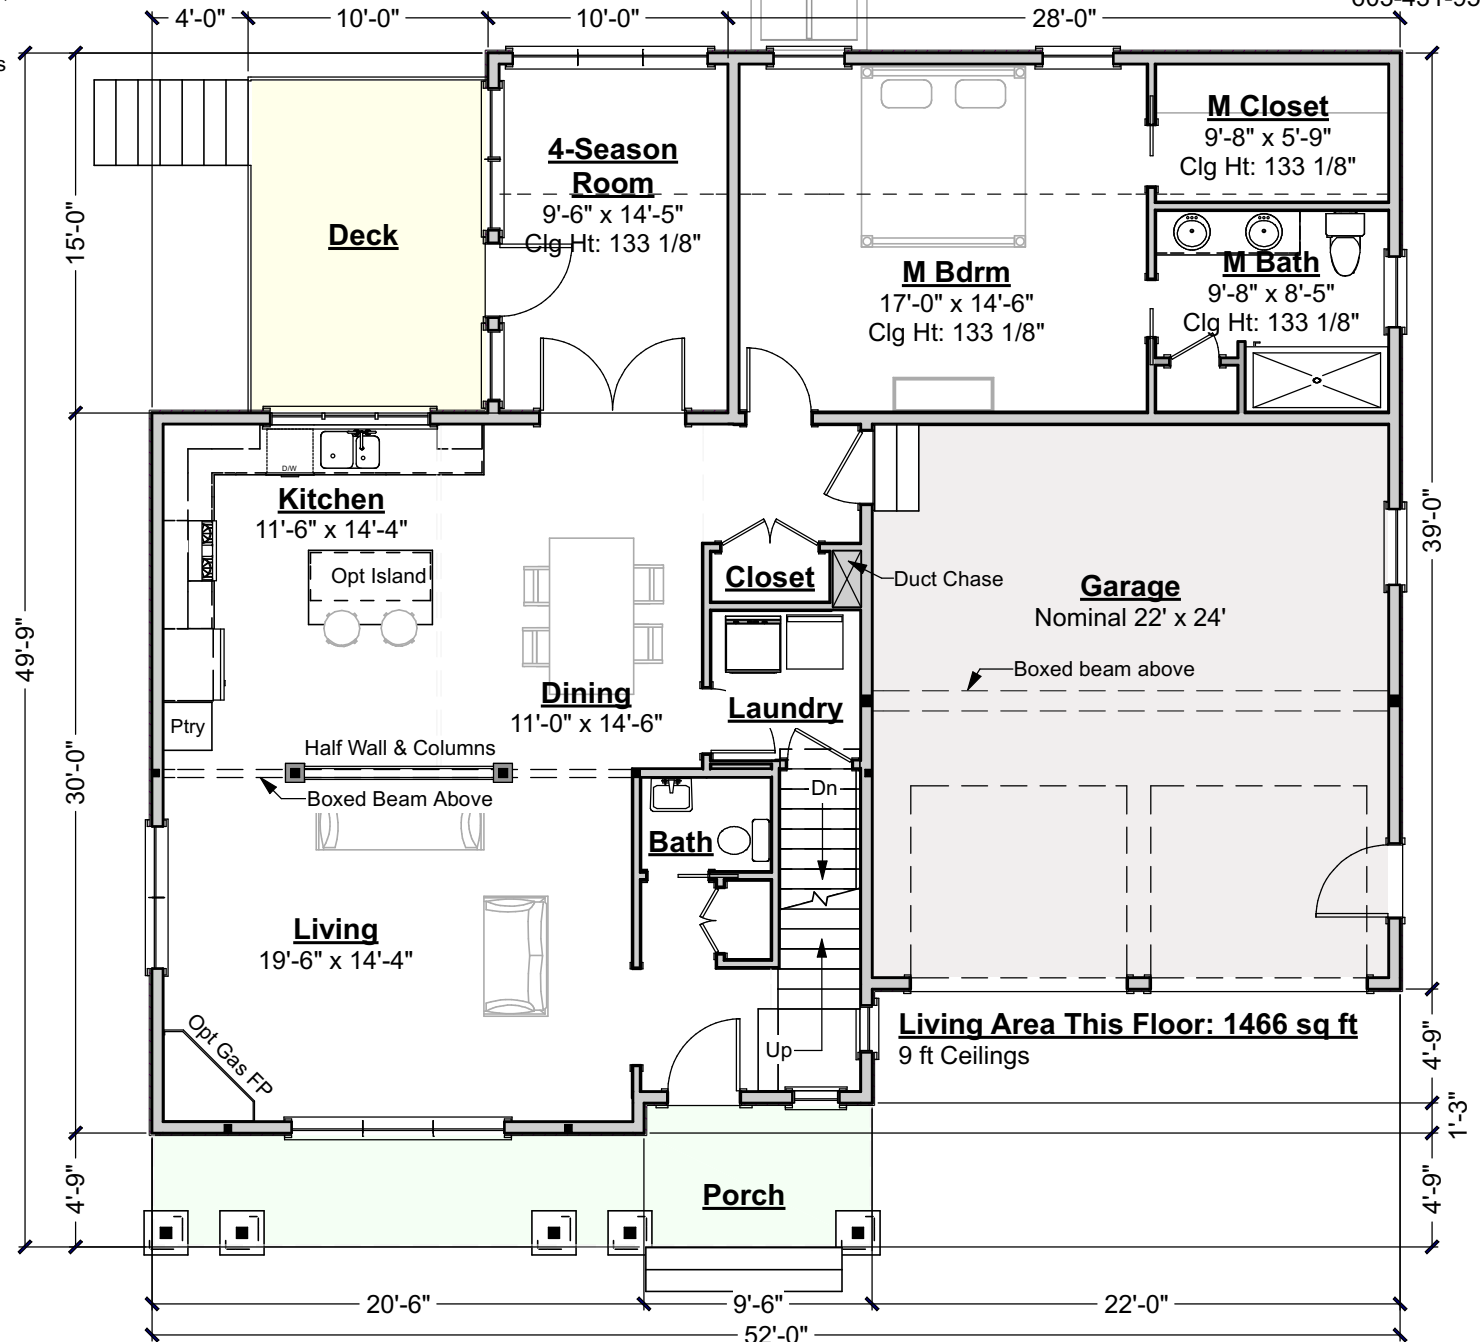 4'-0"
10'-0"
10'-0"
28'-0"
M Closet
9'-8" x 5'-9"
Clg Ht: 133 1/8"
4-Season
Room
9'-6" x 14'-5"
Clg Ht: 133 1/8"
Deck
15'-0"
M Bdrm
17'-0" x 14'-6"
Clg Ht: 133 1/8"
M Bath
9'-8" x 8'-5"
Clg Ht: 133 1/8"
D/W
Kitchen
11'-6" x 14'-4"
39'-0"
Opt Island
Closet
Duct Chase
Garage
Nominal 22' x 24'
49'-9"
Boxed beam above
Dining
11'-0" x 14'-6"
Laundry
Ptry
Half Wall & Columns
30'-0"
Boxed Beam Above
Dn
Bath
Living
19'-6" x 14'-4"
Opt Gas FP
Up
Living Area This Floor: 1466 sq ft
9 ft Ceilings
4'-9"
1'-3"
4'-9"
4'-9"
Porch
20'-6"
9'-6"
22'-0"
52'-0"